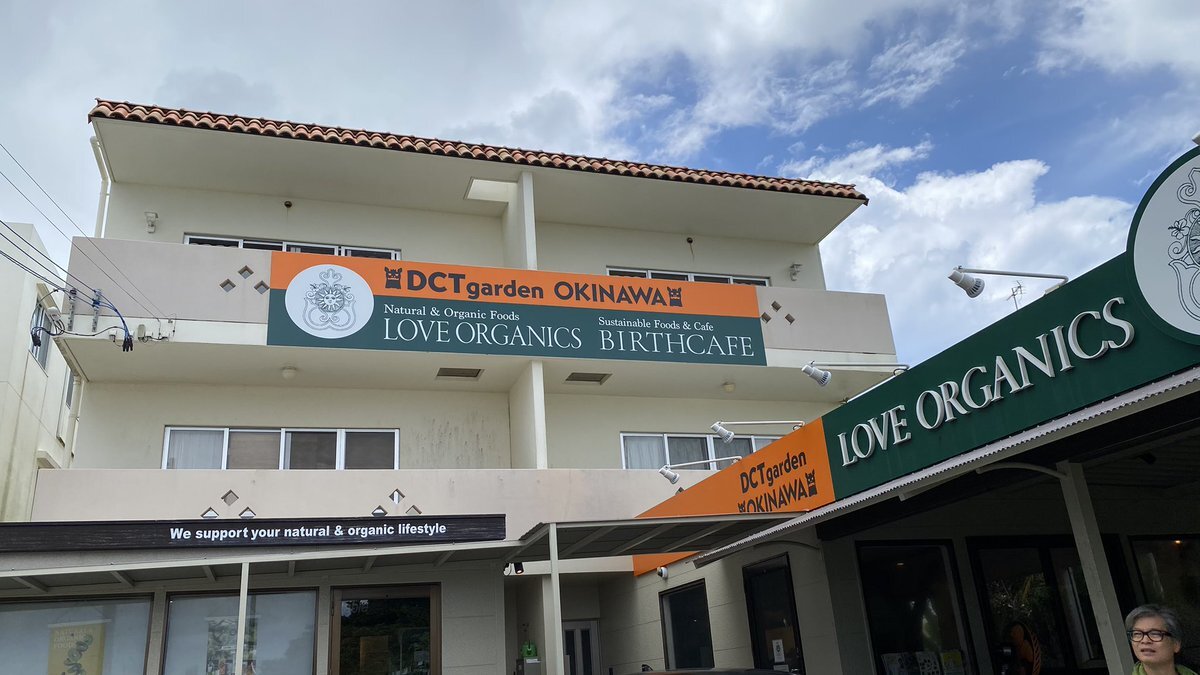 DCTgarden OKINAWA
Natural & Organic Foods
LOVE ORGANICS
Sustainable Foods & Cafe
BIRTHCAFE
LOVE ORGANICS
DCTgarden
OKINAWA
We support your natural & organic lifestyle